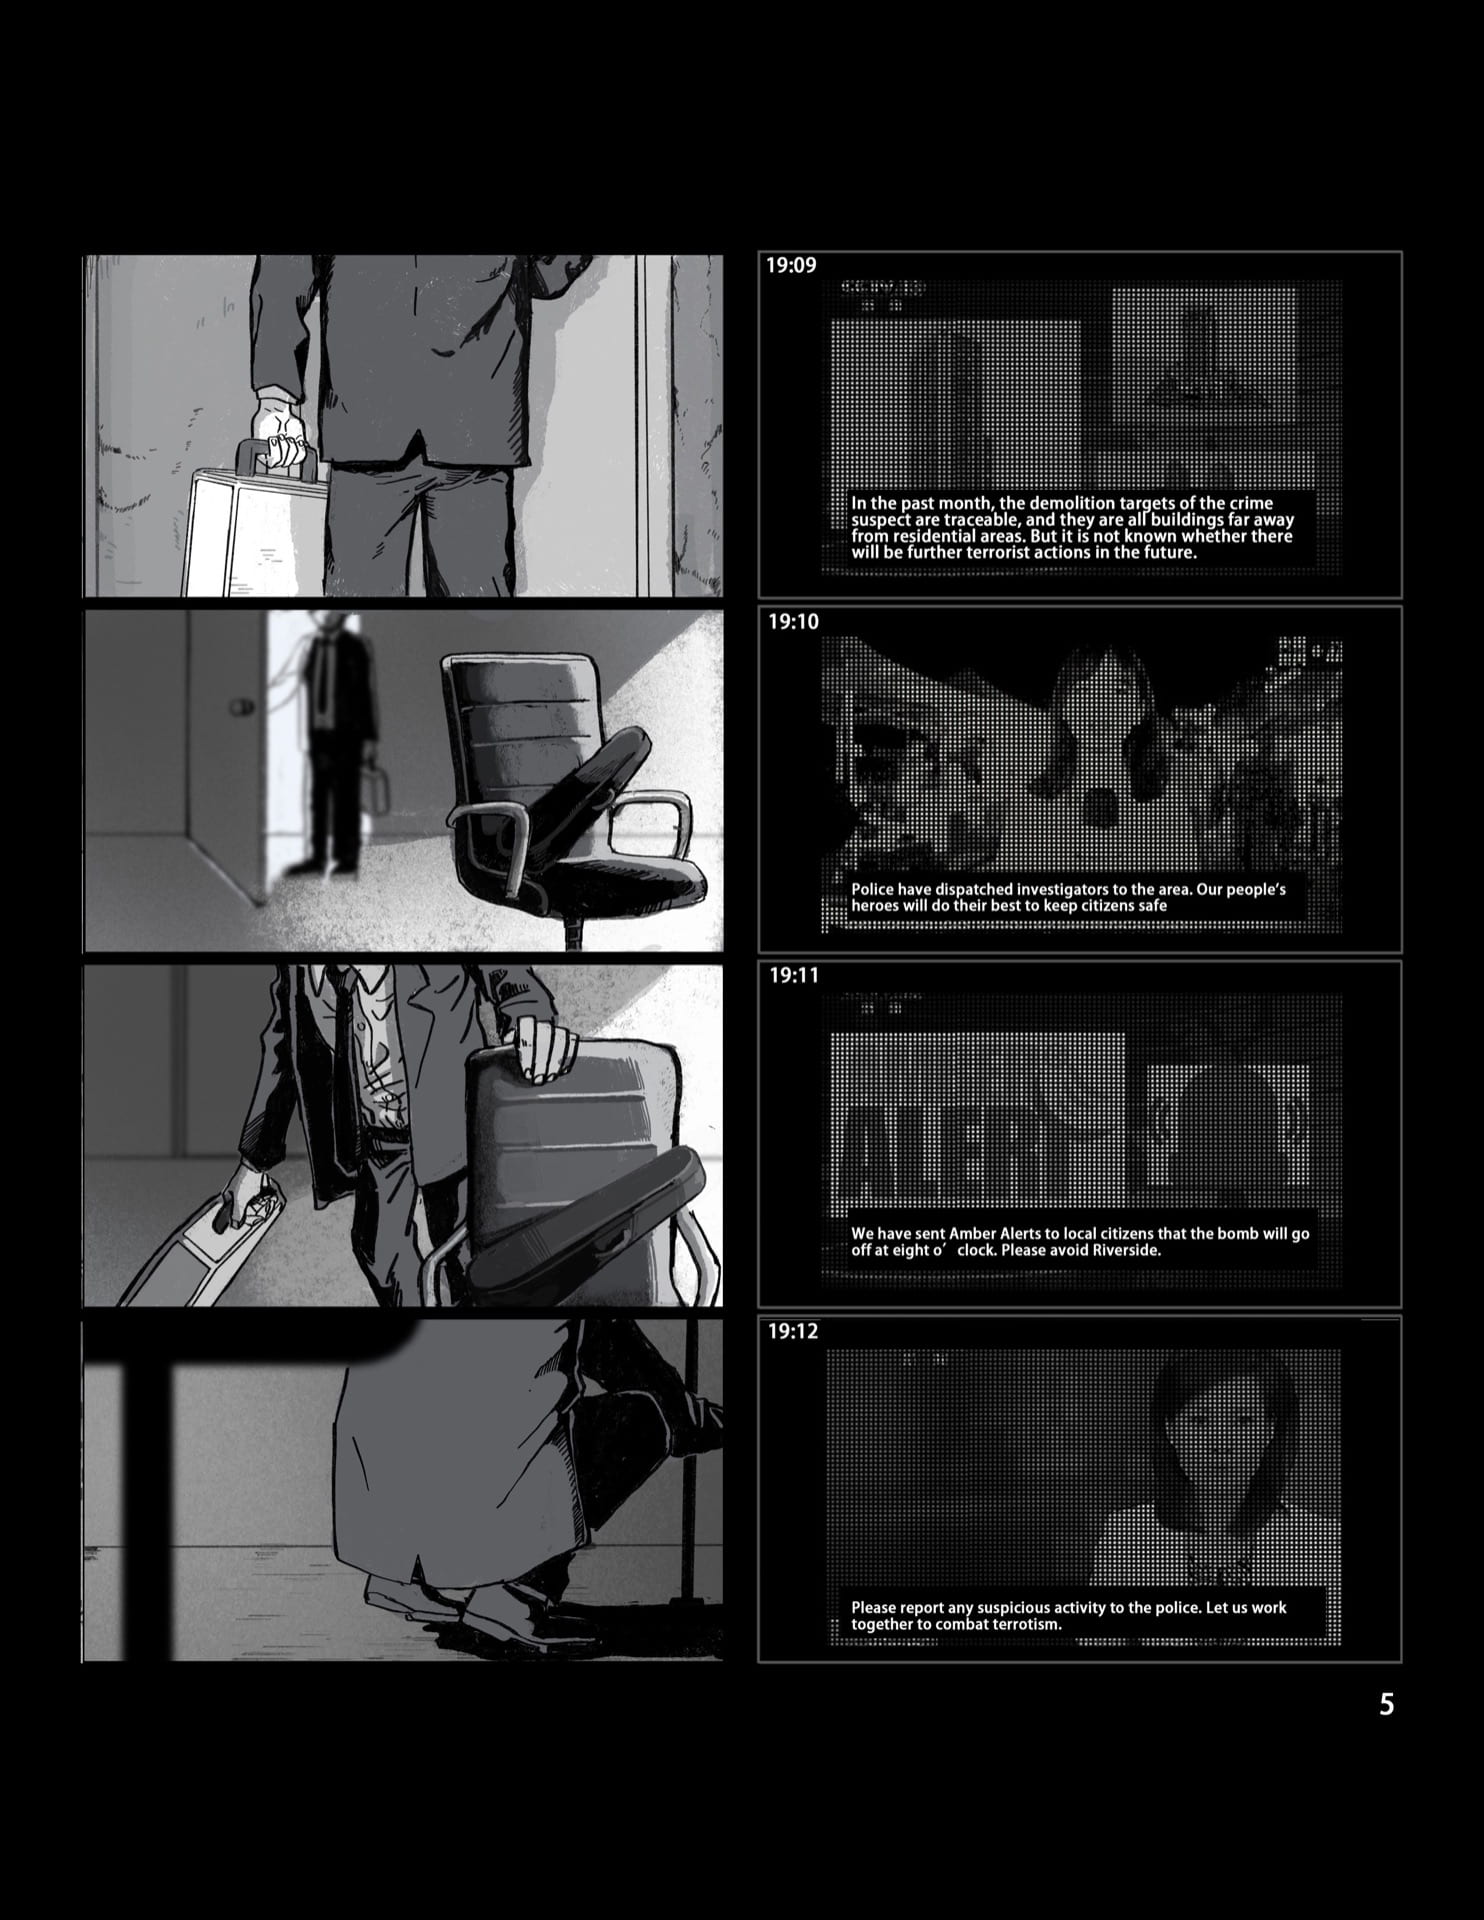 19:09
In the past month, the demolition targets of the crime
suspect are traceable, and they are all buildings far away
from residential areas. But it is not known whether there
will be further terrorist actions in the future.
19:10
Police have dispatched investigators to the area. Our people's
heroes will do their best to keep citizens safe
19:11
ALER
We have sent Amber Alerts to local citizens that the bomb will go
off at eight o' clock. Please avoid Riverside.
19:12
Please report any suspicious activity to the police. Let us work
together to combat terrotism.
5